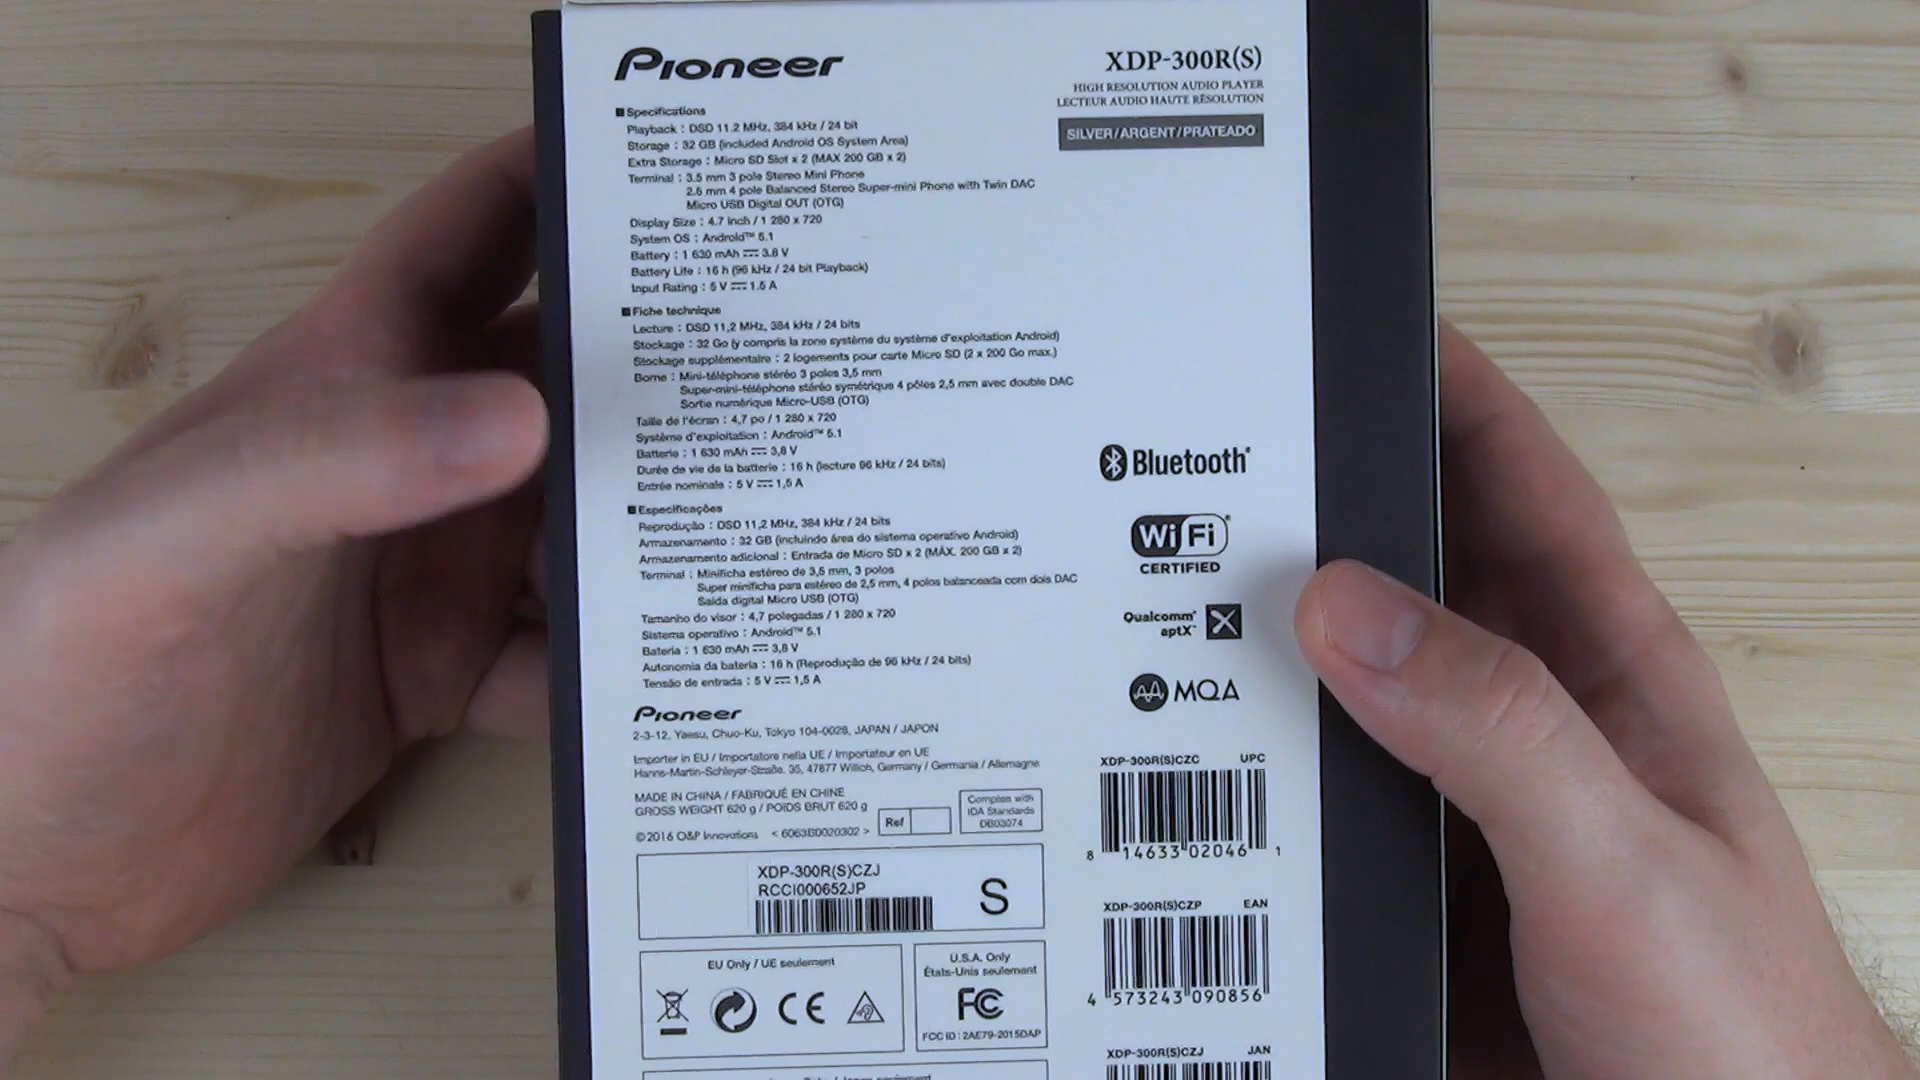 Pioneer
XDP-300R(S)
HIGH RESOLUTION AUDIO PLAYER
LECTEUR AUDIO HAUTE RÉSOLUTION
SILVER/ARGENT/PRATEADO
■ Specifications
Playback : DSD 11.2 MHz, 384 kHz / 24 bit
Storage : 32 GB (included Android OS System Area)
Extra Storage : Micro SD Slot x 2 (MAX 200 GB x 2)
Terminal : 3.5 mm 3 pole Stereo Mini Phone
2.5 mm 4 pole Balanced Stereo Super-mini Phone with Twin DAC
Micro USB Digital OUT (OTG)
Display Size : 4.7 inch / 1 280 x 720
System OS : Android™ 5.1
Battery : 1 630 mAh ⎓ 3.8 V
Battery Life : 16 h (96 kHz / 24 bit Playback)
Input Rating : 5 V ⎓ 1.5 A
■ Fiche technique
Lecture : DSD 11,2 MHz, 384 kHz / 24 bits
Stockage : 32 Go (y compris la zone système du système d'exploitation Android)
Stockage supplémentaire : 2 logements pour carte Micro SD (2 x 200 Go max.)
Borne : Mini-téléphone stéréo 3 poles 3,5 mm
Super-mini-téléphone stéréo symétrique 4 pôles 2,5 mm avec double DAC
Sortie numérique Micro-USB (OTG)
Taille de l'écran : 4,7 po / 1 280 x 720
Système d'exploitation : Android™ 5.1
Batterie : 1 630 mAh ⎓ 3,8 V
Durée de vie de la batterie : 16 h (lecture 96 kHz / 24 bits)
Entrée nominale : 5 V ⎓ 1,5 A
■ Especificações
Reprodução : DSD 11,2 MHz, 384 kHz / 24 bits
Armazenamento : 32 GB (incluindo área do sistema operativo Android)
Armazenamento adicional : Entrada de Micro SD x 2 (MÁX. 200 GB x 2)
Terminal : Minificha estéreo de 3,5 mm, 3 polos
Super minificha para estéreo de 2,5 mm, 4 polos balanceada com dois DAC
Saída digital Micro USB (OTG)
Tamanho do visor : 4,7 polegadas / 1 280 x 720
Sistema operativo : Android™ 5.1
Bateria : 1 630 mAh ⎓ 3,8 V
Autonomia da bateria : 16 h (Reprodução de 96 kHz / 24 bits)
Tensão de entrada : 5 V ⎓ 1,5 A
Bluetooth®
Wi Fi®
CERTIFIED
Qualcomm®
aptX™
MQA
Pioneer
2-3-12, Yaesu, Chuo-Ku, Tokyo 104-0028, JAPAN / JAPON
Importer in EU / Importatore nella UE / Importateur en UE
Hanns-Martin-Schleyer-Straße. 35, 47877 Willich, Germany / Germania / Allemagne
MADE IN CHINA / FABRIQUÉ EN CHINE
GROSS WEIGHT 620 g / POIDS BRUT 620 g
©2016 O&P Innovations < 6063B0020302 >
Ref
Complies with
IDA Standards
DB03074
XDP-300R(S)CZJ
RCCI000652JP
S
EU Only / UE seulement
CE
U.S.A. Only
États-Unis seulement
FC
FCC ID : 2AE79-2015DAP
XDP-300R(S)CZC UPC
8 14633 02046 1
XDP-300R(S)CZP EAN
4 573243 090856
XDP-300R(S)CZJ JAN